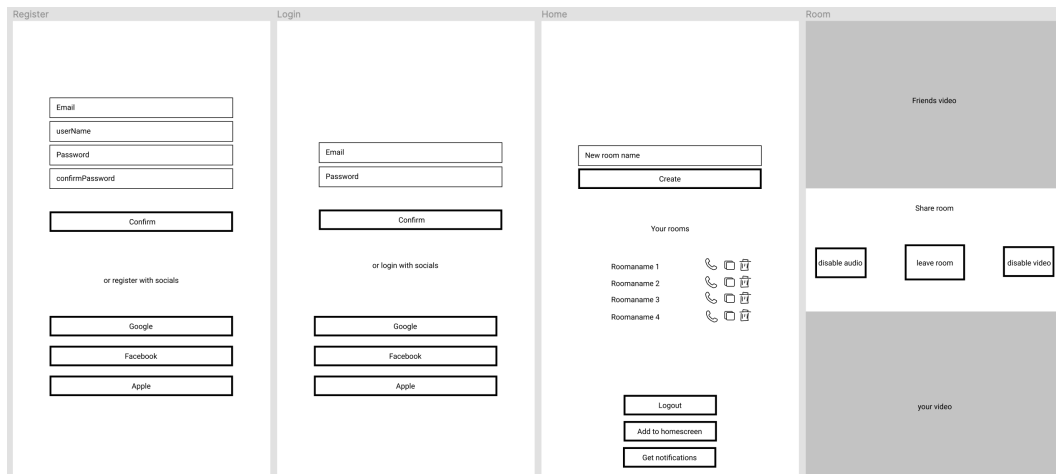 Register
Email
userName
Password
confirmPassword
Confirm
or register with socials
Google
Facebook
Apple
Login
Email
Password
Confirm
or login with socials
Google
Facebook
Apple
Home
New room name
Create
Your rooms
Roomaname 1
Roomaname 2
Roomaname 3
Roomaname 4
Logout
Add to homescreen
Get notifications
Room
Friends video
Share room
disable audio
leave room
disable video
your video